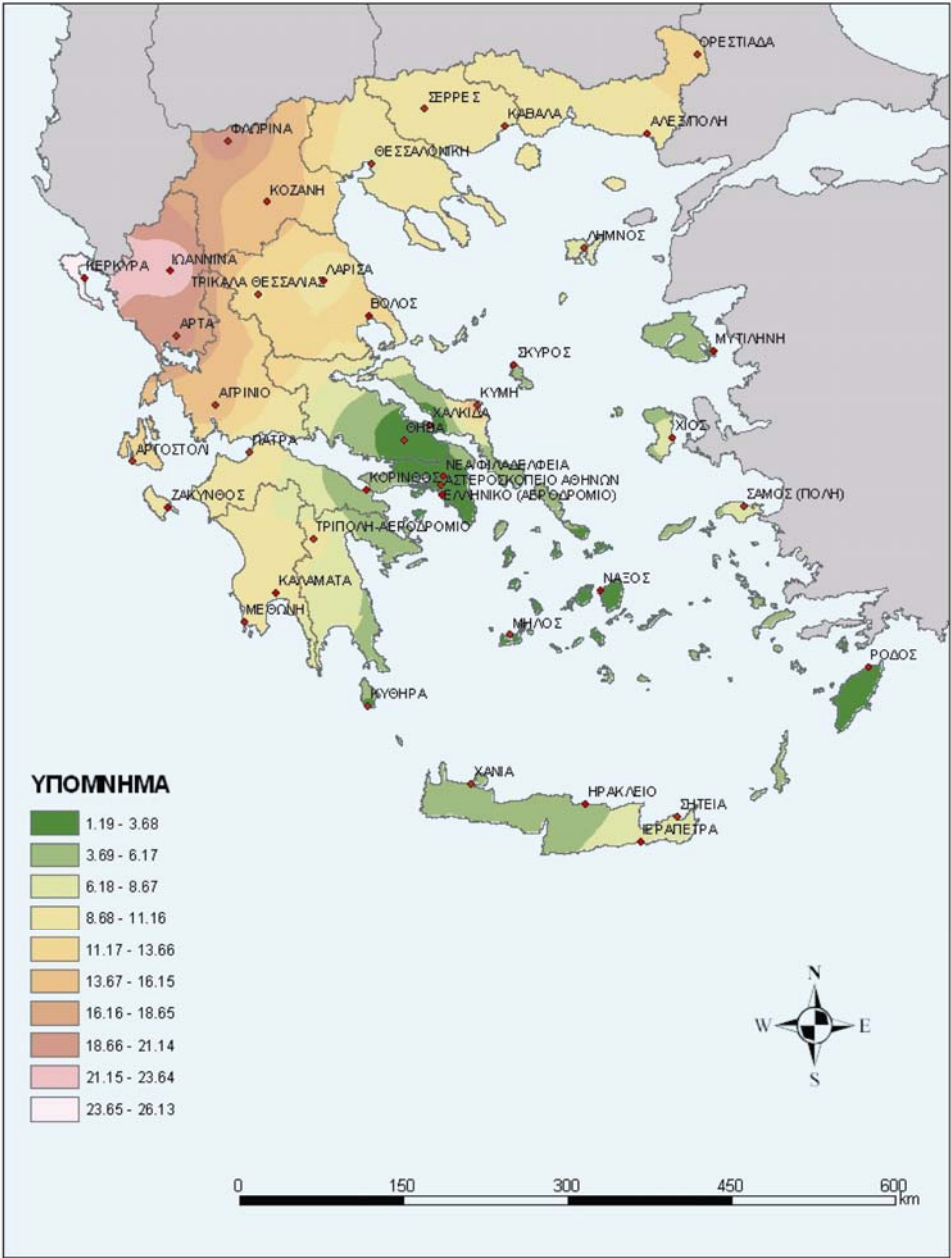 ΟΡΕΣΤΙΑΔΑ
ΣΕΡΡΕΣ
ΚΑΒΑΛΑ
ΑΛΕΞ/ΠΟΛΗ
ΦΛΩΡΙΝΑ
ΘΕΣΣΑΛΟΝΙΚΗ
ΚΟΖΑΝΗ
ΛΗΜΝΟΣ
ΚΕΡΚΥΡΑ
ΙΩΑΝΝΙΝΑ
ΛΑΡΙΣΑ
ΤΡΙΚΑΛΑ ΘΕΣΣΑΛΙΑΣ
ΒΟΛΟΣ
ΑΡΤΑ
ΜΥΤΙΛΗΝΗ
ΣΚΥΡΟΣ
ΑΓΡΙΝΙΟ
ΚΥΜΗ
ΧΑΛΚΙΔΑ
ΘΗΒΑ
ΧΙΟΣ
ΑΡΓΟΣΤΟΛΙ
ΠΑΤΡΑ
ΝΕΑ ΦΙΛΑΔΕΛΦΕΙΑ
ΚΟΡΙΝΘΟΣ
ΑΣΤΕΡΟΣΚΟΠΕΙΟ ΑΘΗΝΩΝ
ΕΛΛΗΝΙΚΟ (ΑΕΡΟΔΡΟΜΙΟ)
ΖΑΚΥΝΘΟΣ
ΣΑΜΟΣ (ΠΟΛΗ)
ΤΡΙΠΟΛΗ-ΑΕΡΟΔΡΟΜΙΟ
ΚΑΛΑΜΑΤΑ
ΝΑΞΟΣ
ΜΕΘΩΝΗ
ΜΗΛΟΣ
ΡΟΔΟΣ
ΚΥΘΗΡΑ
ΧΑΝΙΑ
ΗΡΑΚΛΕΙΟ
ΣΗΤΕΙΑ
ΙΕΡΑΠΕΤΡΑ
ΥΠΟΜΝΗΜΑ
1.19 - 3.68
3.69 - 6.17
6.18 - 8.67
8.68 - 11.16
11.17 - 13.66
13.67 - 16.15
16.16 - 18.65
18.66 - 21.14
21.15 - 23.64
23.65 - 26.13
N
W E
S
0 150 300 450 600
km